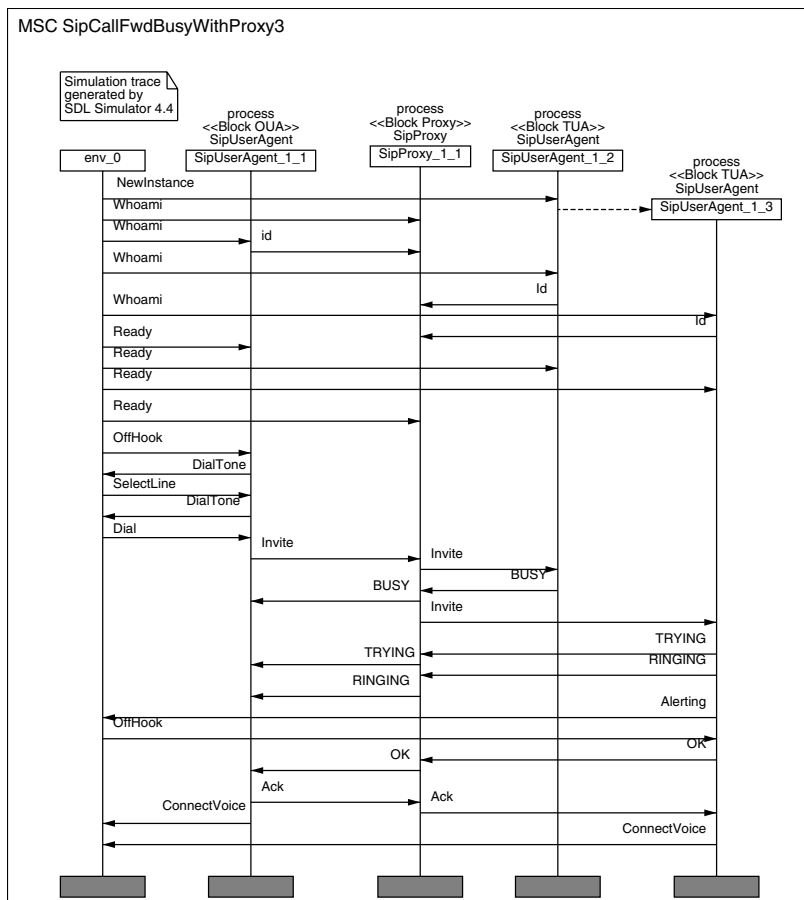 MSC SipCallFwdBusyWithProxy3
Simulation trace
generated by
SDL Simulator 4.4
process
<<Block OUA>>
SipUserAgent
process
<<Block Proxy>>
SipProxy
process
<<Block TUA>>
SipUserAgent
process
<<Block TUA>>
SipUserAgent
env_0
SipUserAgent_1_1
SipProxy_1_1
SipUserAgent_1_2
SipUserAgent_1_3
NewInstance
Whoami
Whoami
id
Whoami
Id
Whoami
Id
Ready
Ready
Ready
Ready
OffHook
DialTone
SelectLine
DialTone
Dial
Invite
Invite
BUSY
BUSY
Invite
TRYING
TRYING
RINGING
RINGING
Alerting
OffHook
OK
OK
Ack
Ack
ConnectVoice
ConnectVoice